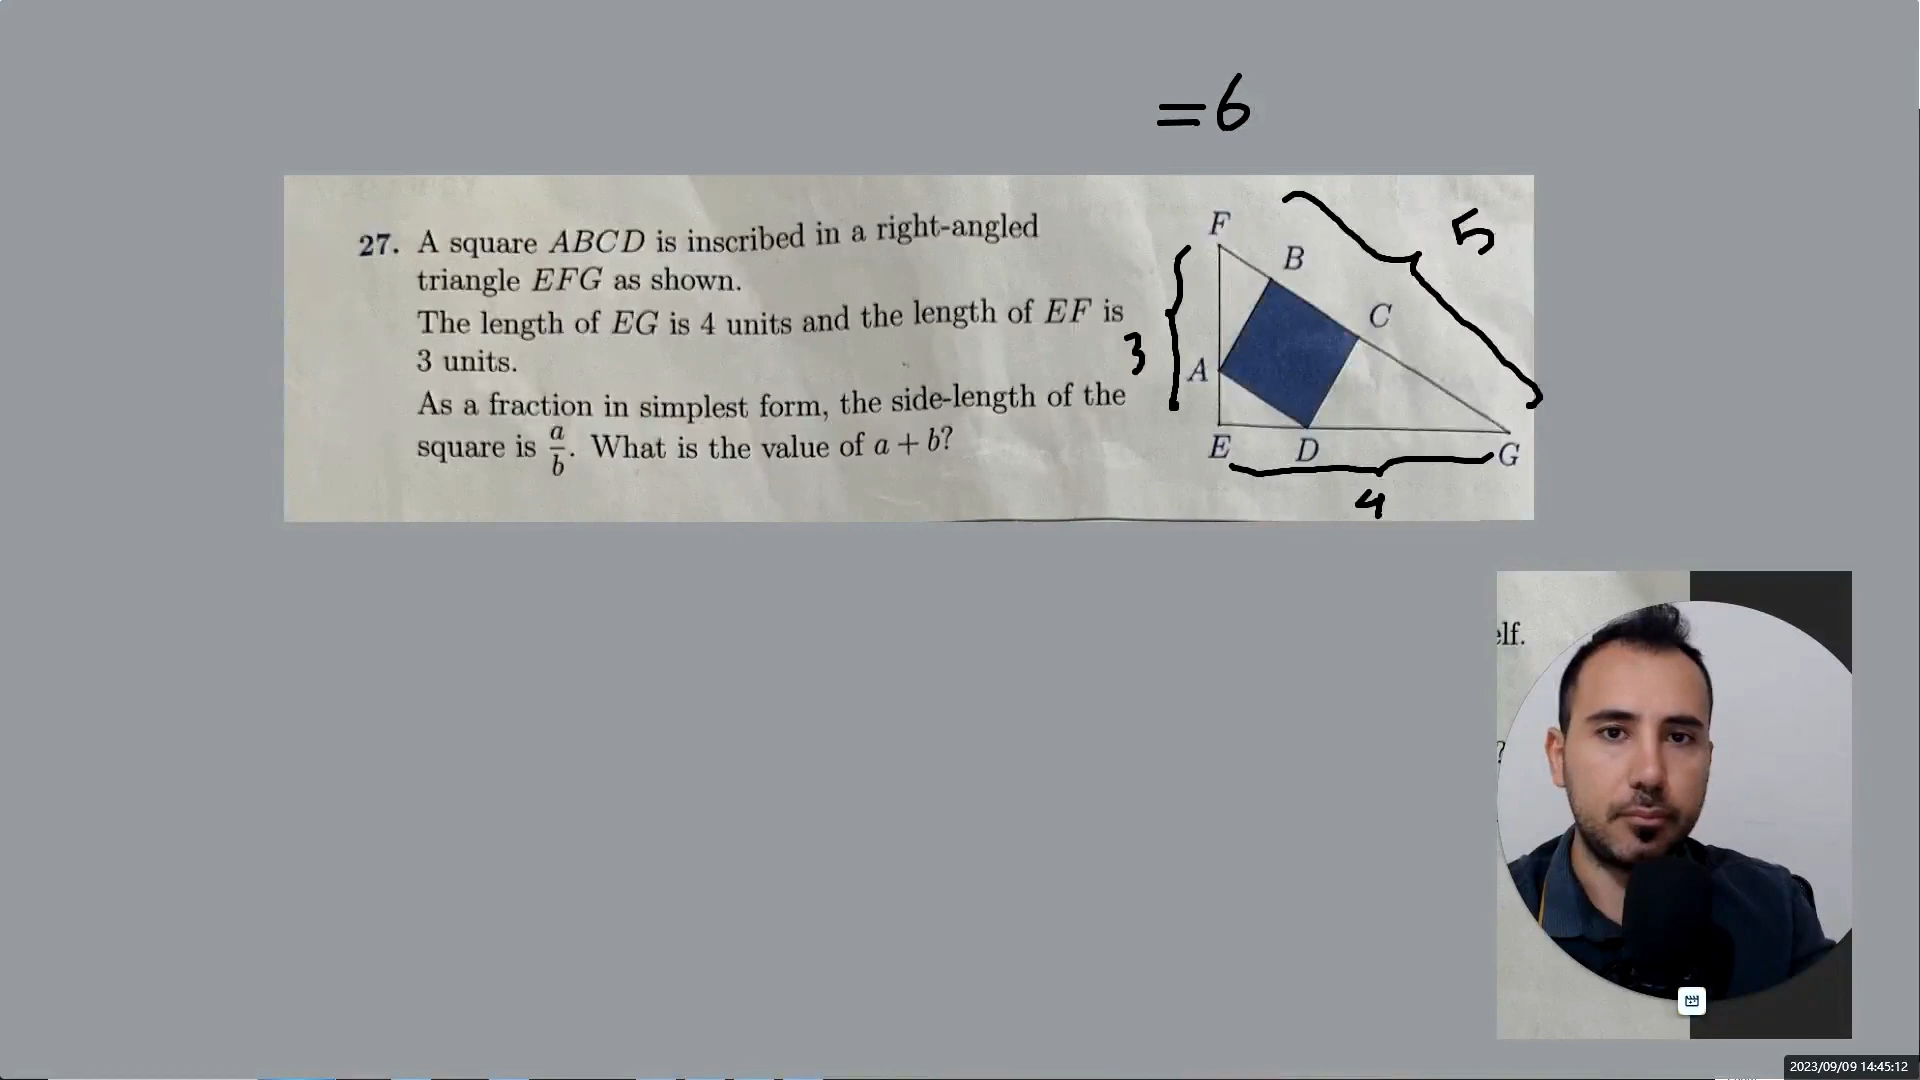 =6
27. A square ABCD is inscribed in a right-angled
triangle EFG as shown.
The length of EG is 4 units and the length of EF is
3 units.
As a fraction in simplest form, the side-length of the
square is a/b. What is the value of a + b?
F
B
5
C
3
A
E
D
G
4
elf.
?
2023/09/09 14:45:12